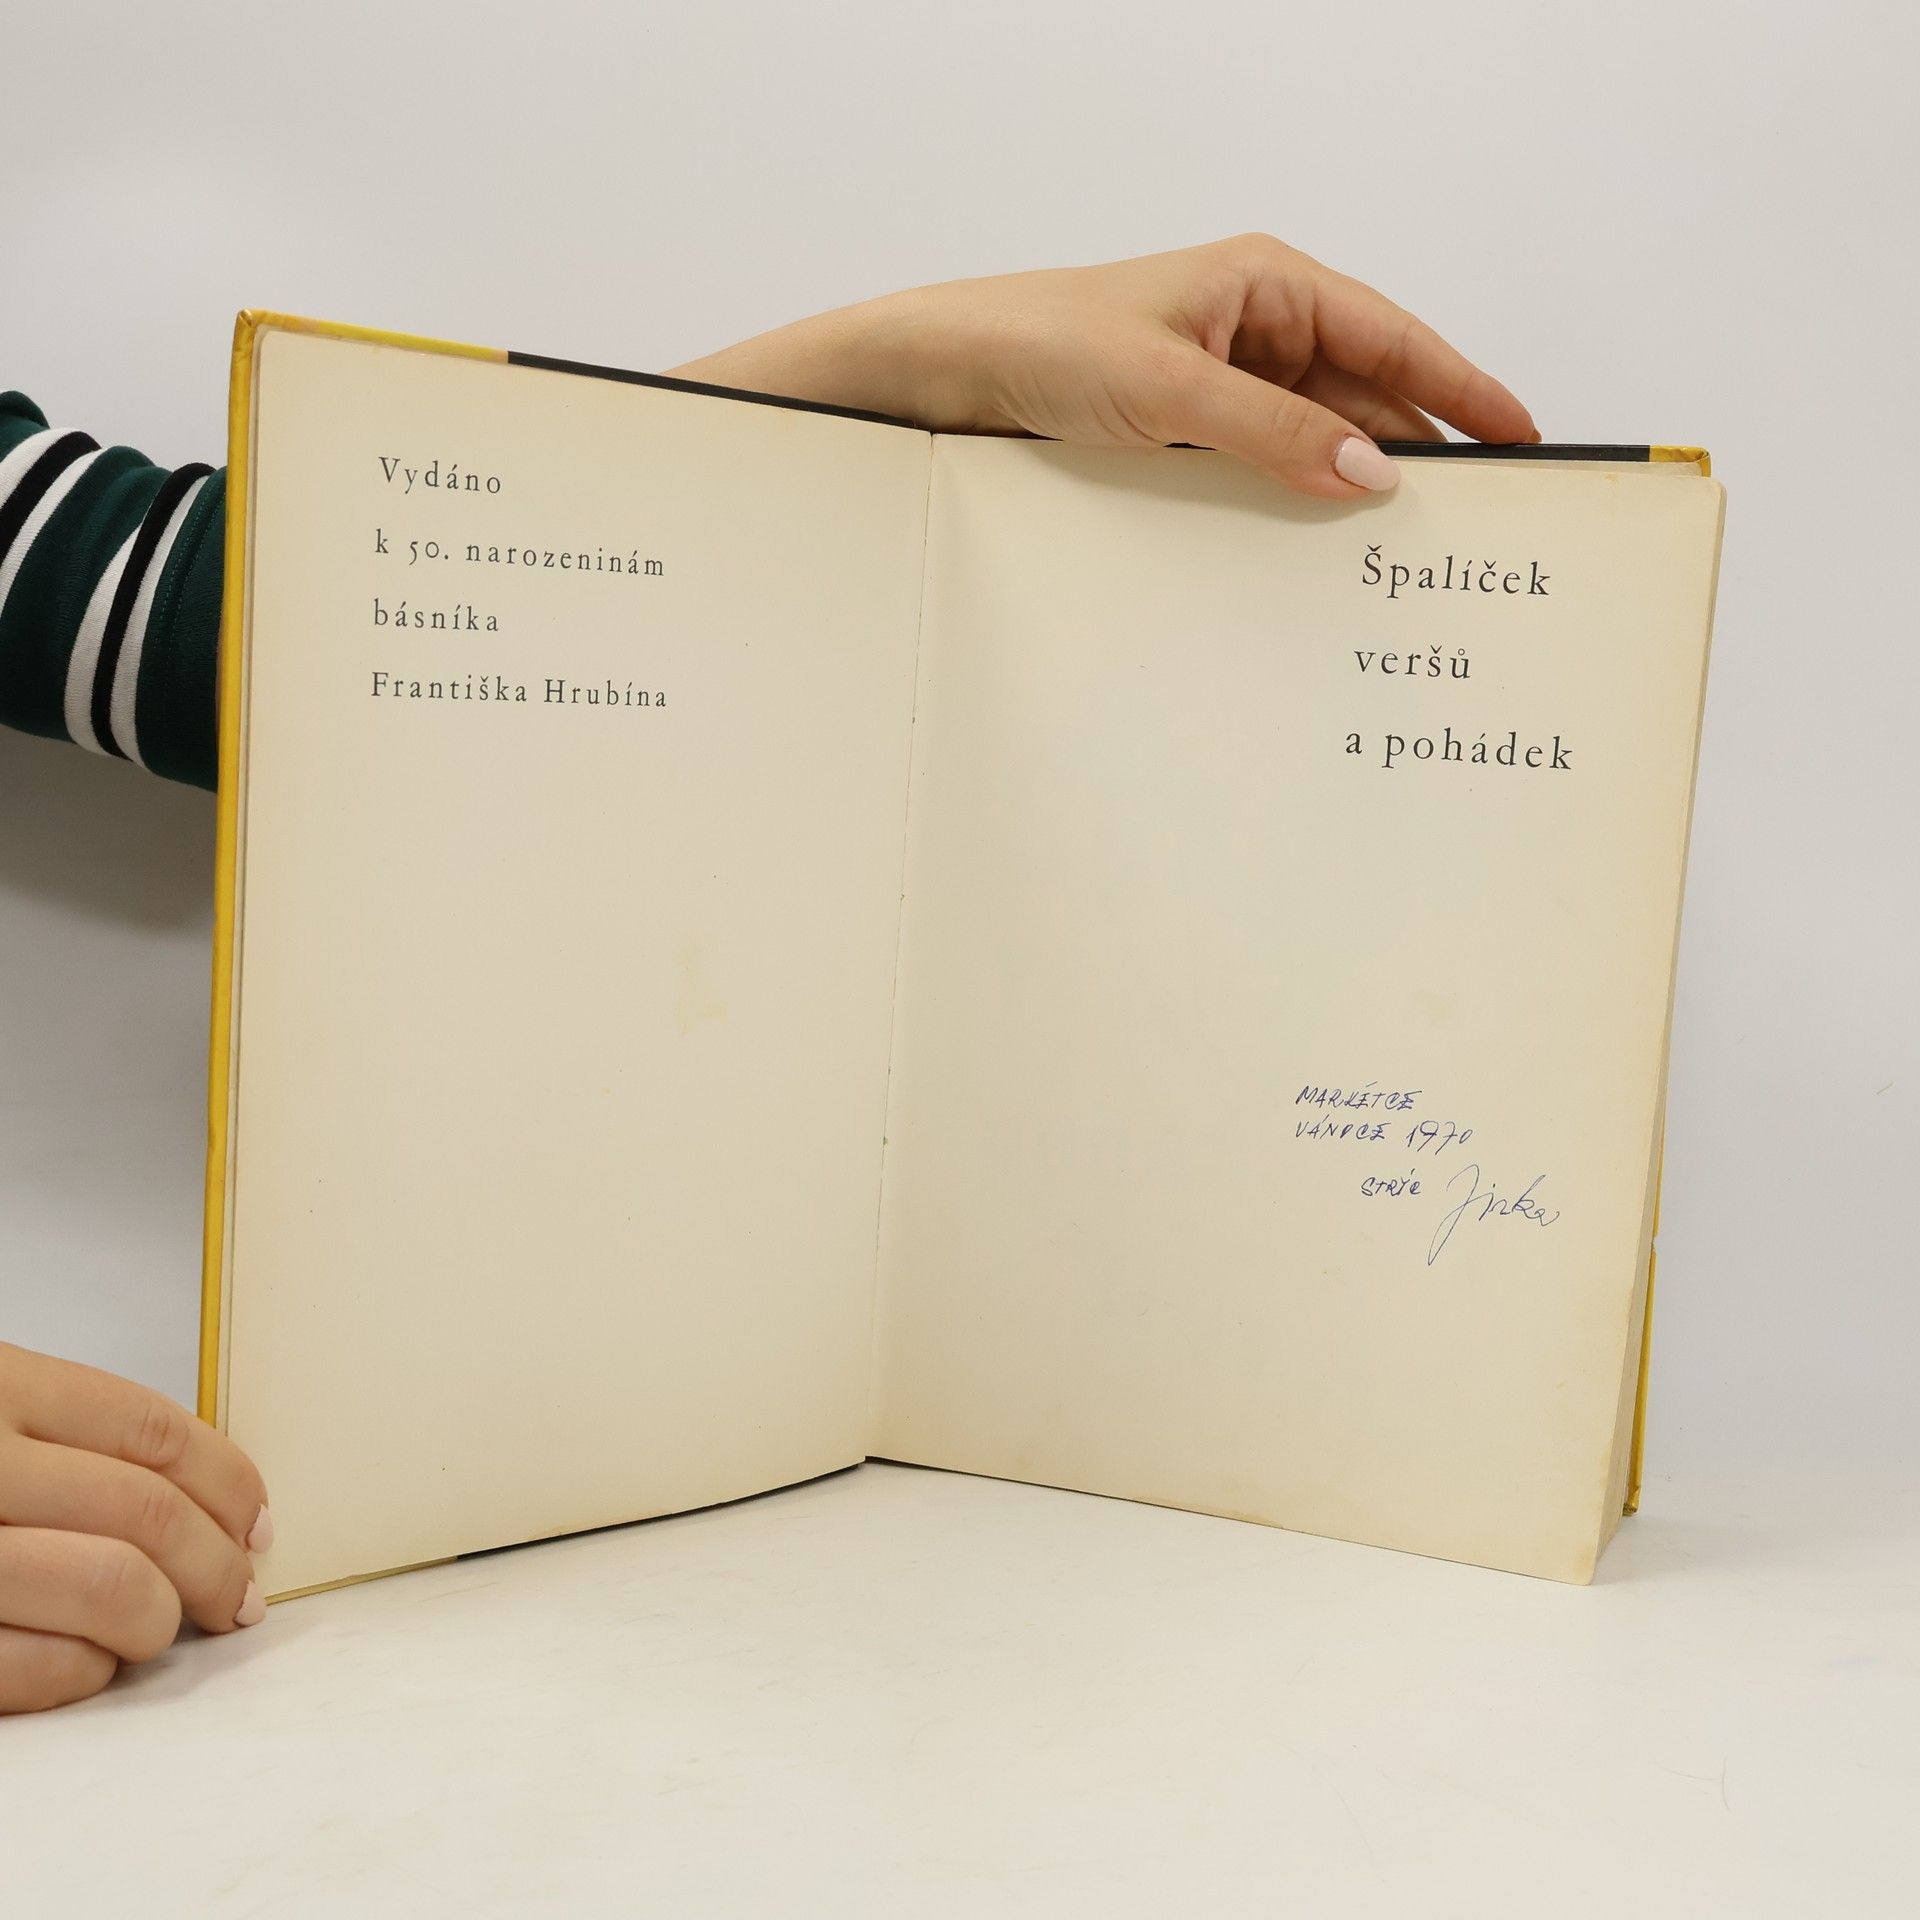 Vydáno
k 50. narozeninám
básníka
Františka Hrubína
Špalíček
veršů
a pohádek
MARKÉTCE
VÁNOCE 1970
STRÝC Jirka